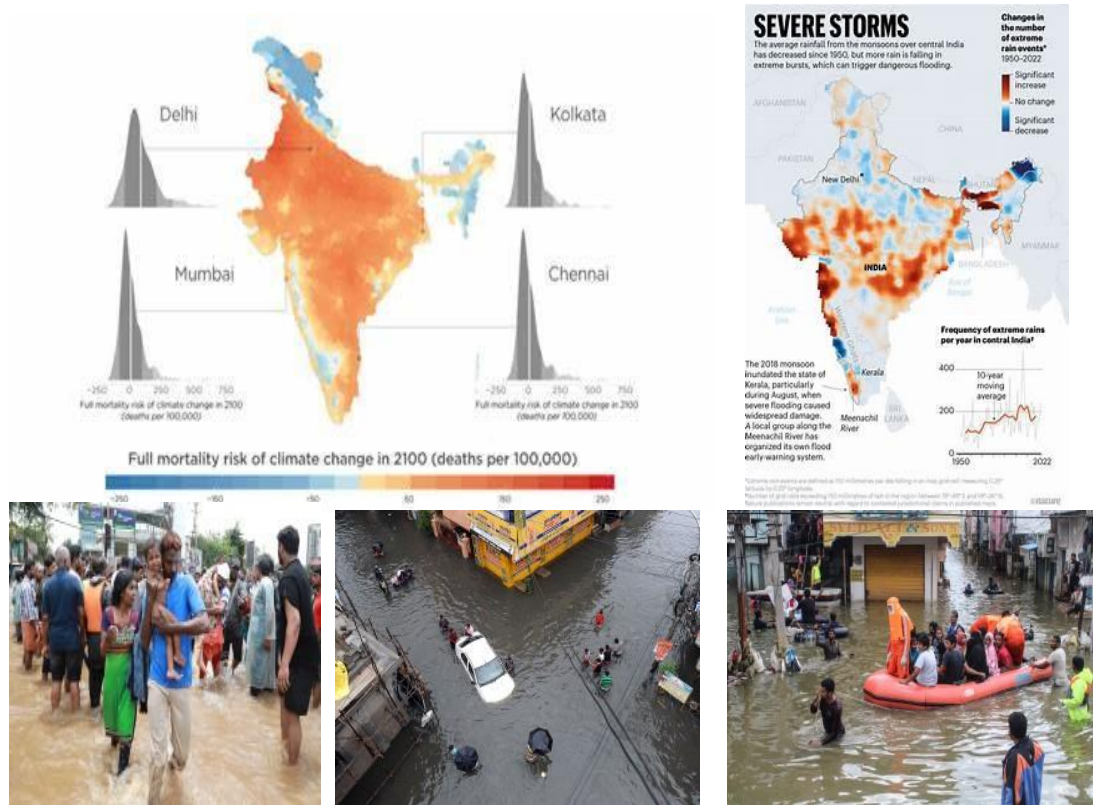 Delhi
Kolkata
Mumbai
Chennai
-250 0 250 500 750
Full mortality risk of climate change in 2100
(deaths per 100,000)
-250 0 250 500 750
Full mortality risk of climate change in 2100
(deaths per 100,000)
Full mortality risk of climate change in 2100 (deaths per 100,000)
SEVERE STORMS
The average rainfall from the monsoons over central India
has decreased since 1950, but more rain is falling in
extreme bursts, which can trigger dangerous flooding.
Changes in
the number
of extreme
rain events*
1950–2022
Significant
increase
No change
Significant
decrease
AFGHANISTAN
CHINA
PAKISTAN
New Delhi
NEPAL
BHUTAN
MYANMAR
INDIA
BANGLADESH
Bay of
Bengal
Arabian
Sea
Western Ghats
Kerala
SRI
LANKA
Meenachil
River
The 2018 monsoon
inundated the state of
Kerala, particularly
during August, when
severe flooding caused
widespread damage.
A local group along the
Meenachil River has
organized its own flood
early-warning system.
Frequency of extreme rains
per year in central India†
400
10-year
moving
average
200
0
1950 2022
©nature